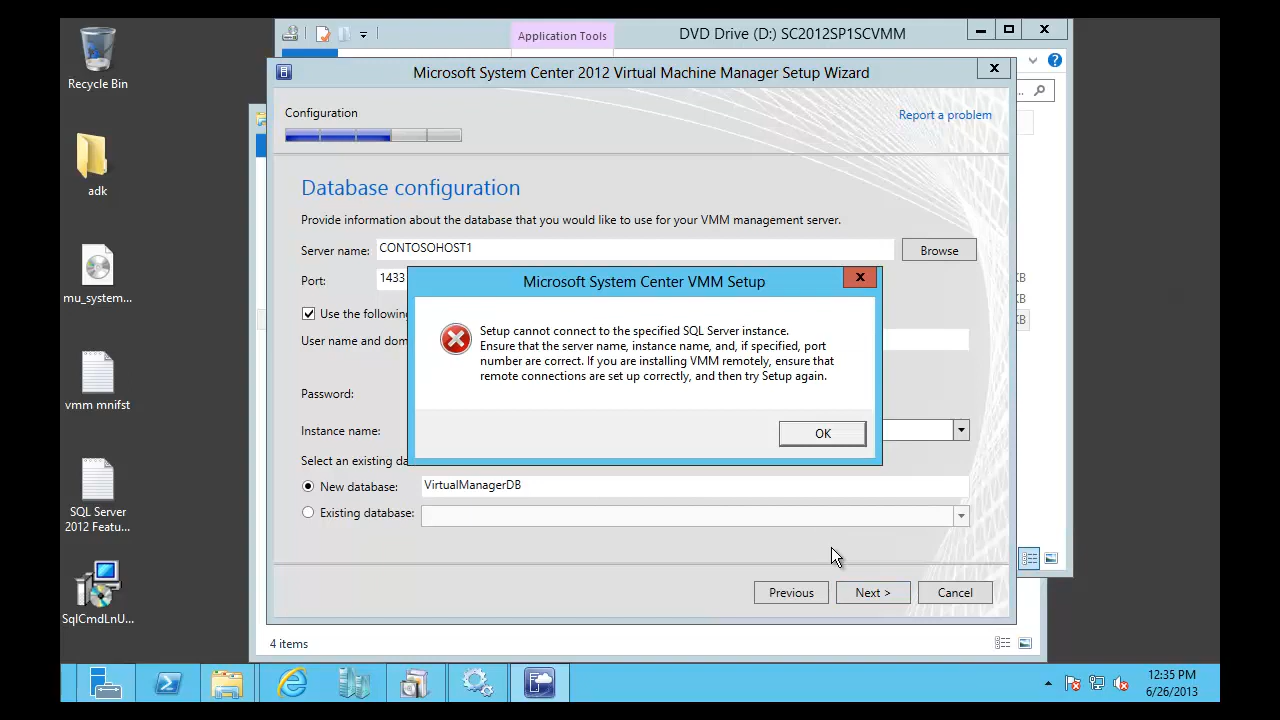 Application Tools
DVD Drive (D:) SC2012SP1SCVMM
Recycle Bin
Microsoft System Center 2012 Virtual Machine Manager Setup Wizard
Configuration
Report a problem
adk
Database configuration
Provide information about the database that you would like to use for your VMM management server.
Server name: CONTOSOHOST1
Browse
Port: 1433
Microsoft System Center VMM Setup
KB
mu_system...
KB
Use the following
KB
User name and dom
Setup cannot connect to the specified SQL Server instance.
Ensure that the server name, instance name, and, if specified, port
number are correct. If you are installing VMM remotely, ensure that
remote connections are set up correctly, and then try Setup again.
Password:
vmm mnifst
Instance name:
OK
Select an existing da
New database: VirtualManagerDB
Existing database:
SQL Server
2012 Featu...
Previous
Next >
Cancel
SqlCmdLnU...
4 items
12:35 PM
6/26/2013